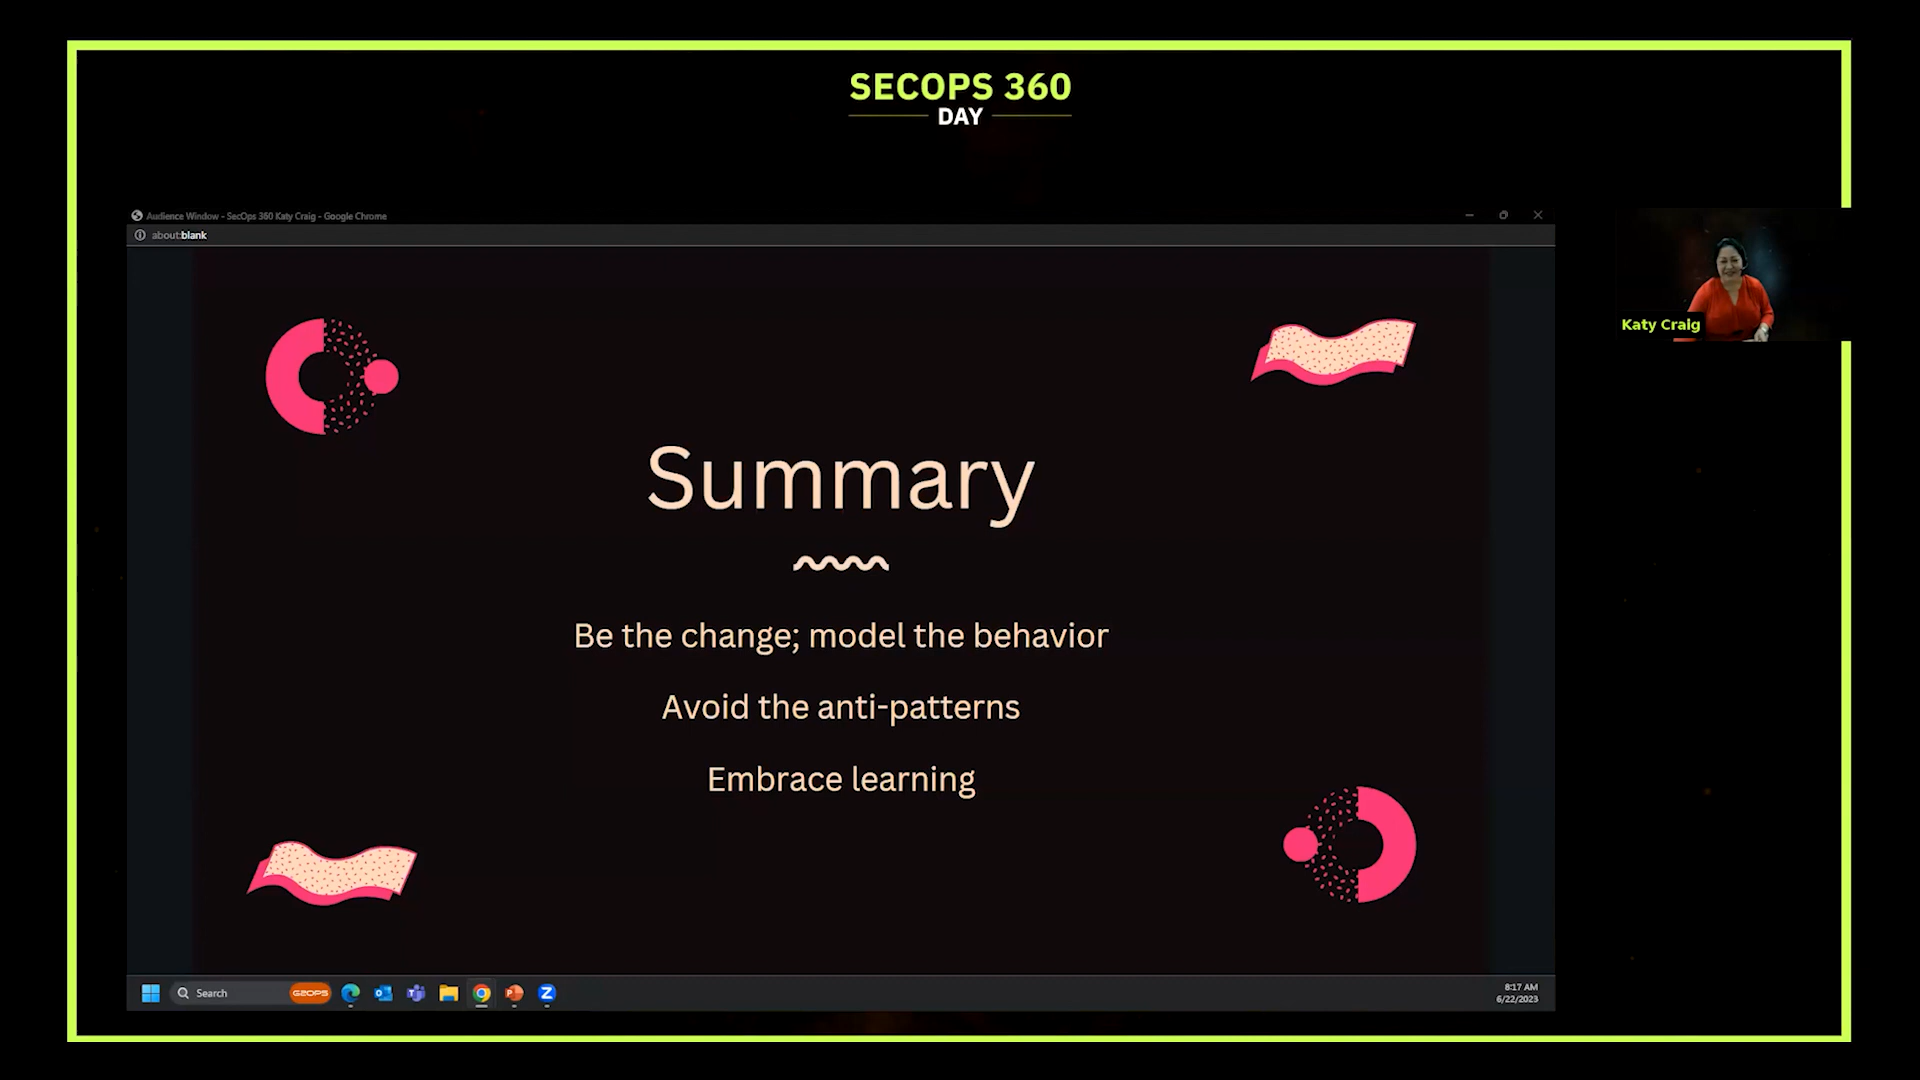 SECOPS 360
DAY
Audience Window - SecOps 360 Katy Craig - Google Chrome
about:blank
Katy Craig
Summary
Be the change; model the behavior
Avoid the anti-patterns
Embrace learning
Search
8:17 AM
6/22/2023